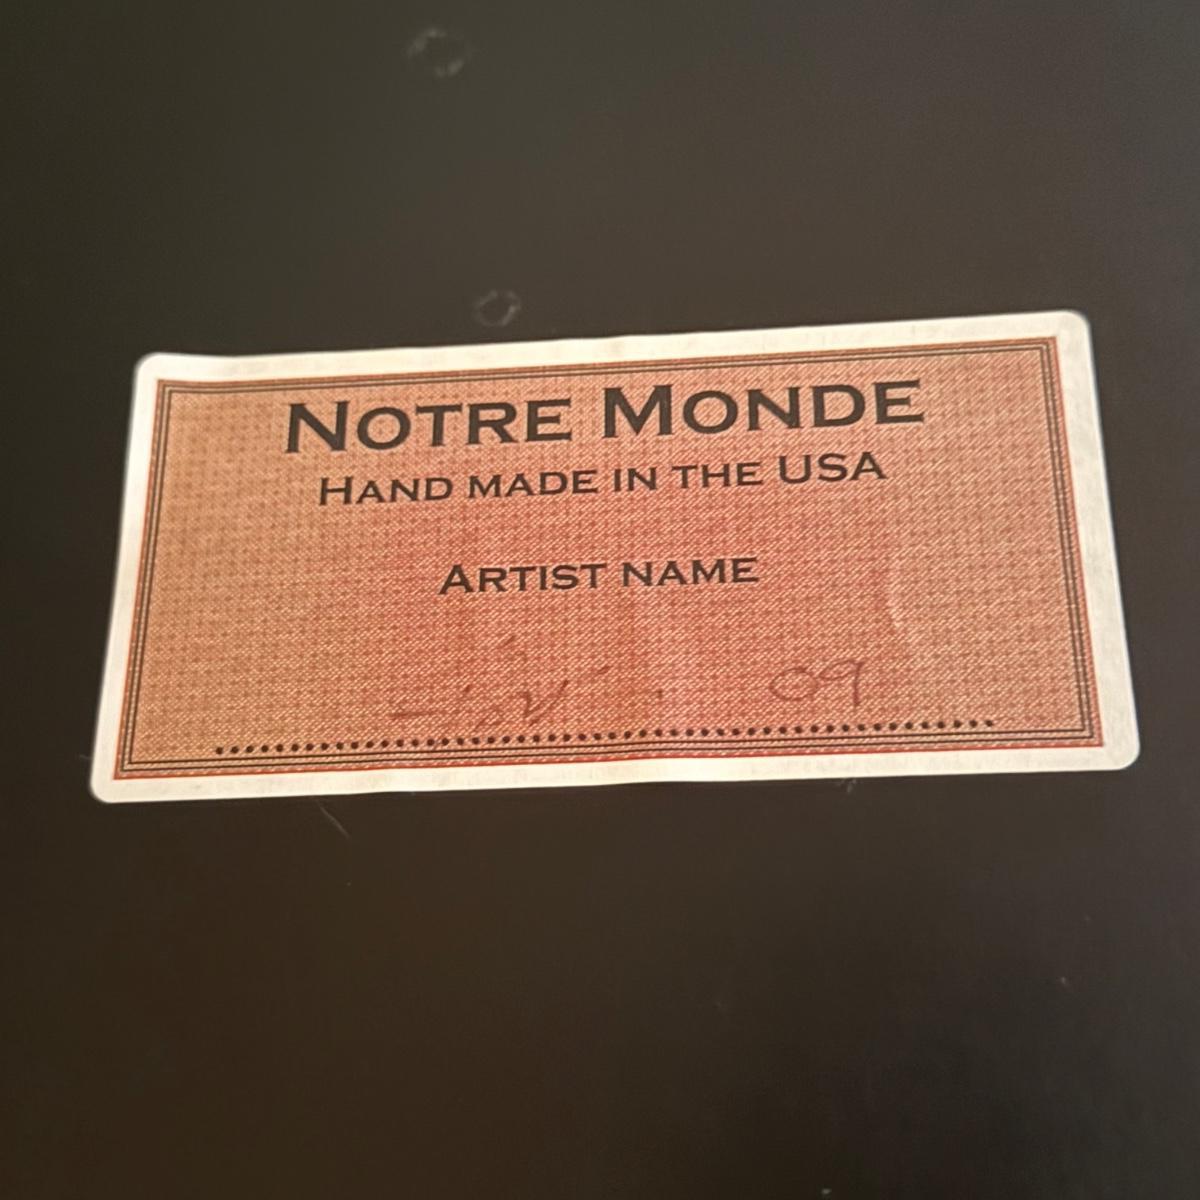 NOTRE MONDE
HAND MADE IN THE USA
ARTIST NAME
09